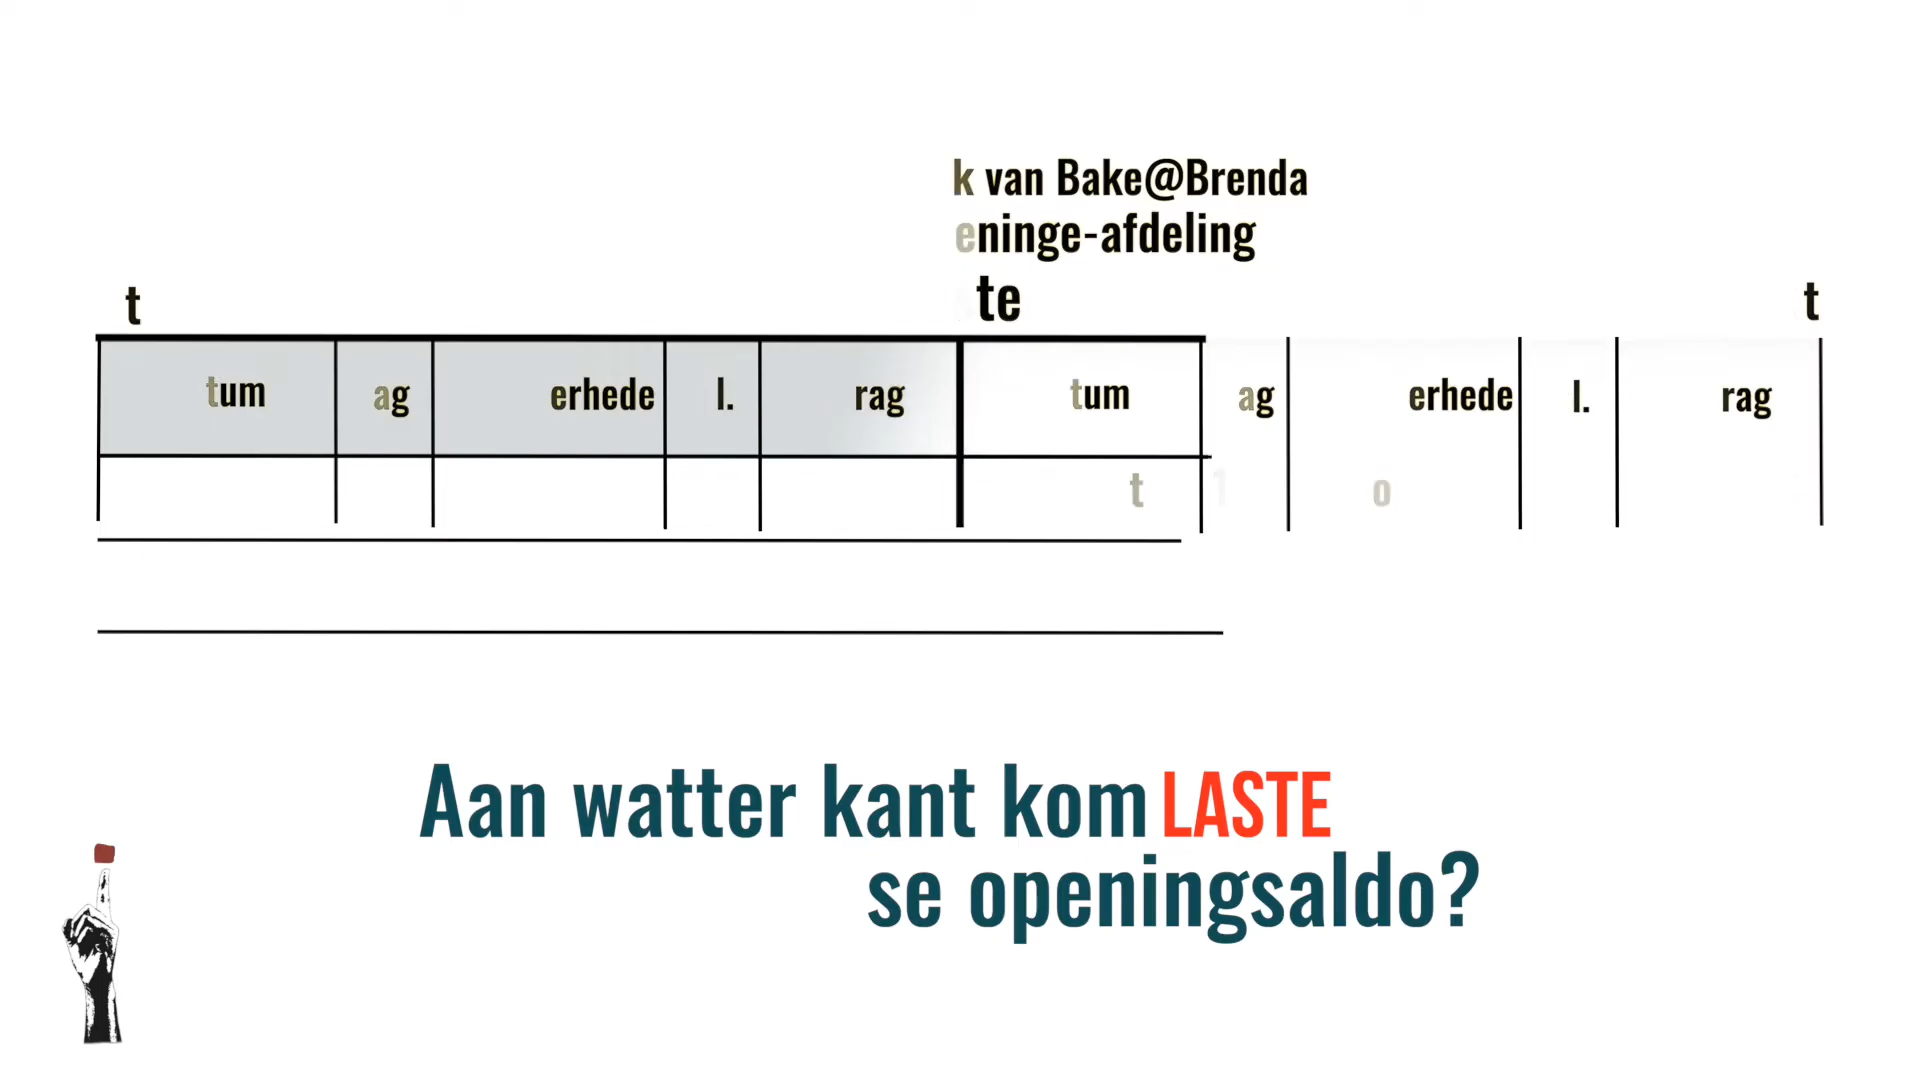 k van Bake@Brenda
eninge-afdeling
t te t
tum ag erhede l. rag tum ag erhede l. rag
t 1 o
Aan watter kant kom LASTE
se openingsaldo?